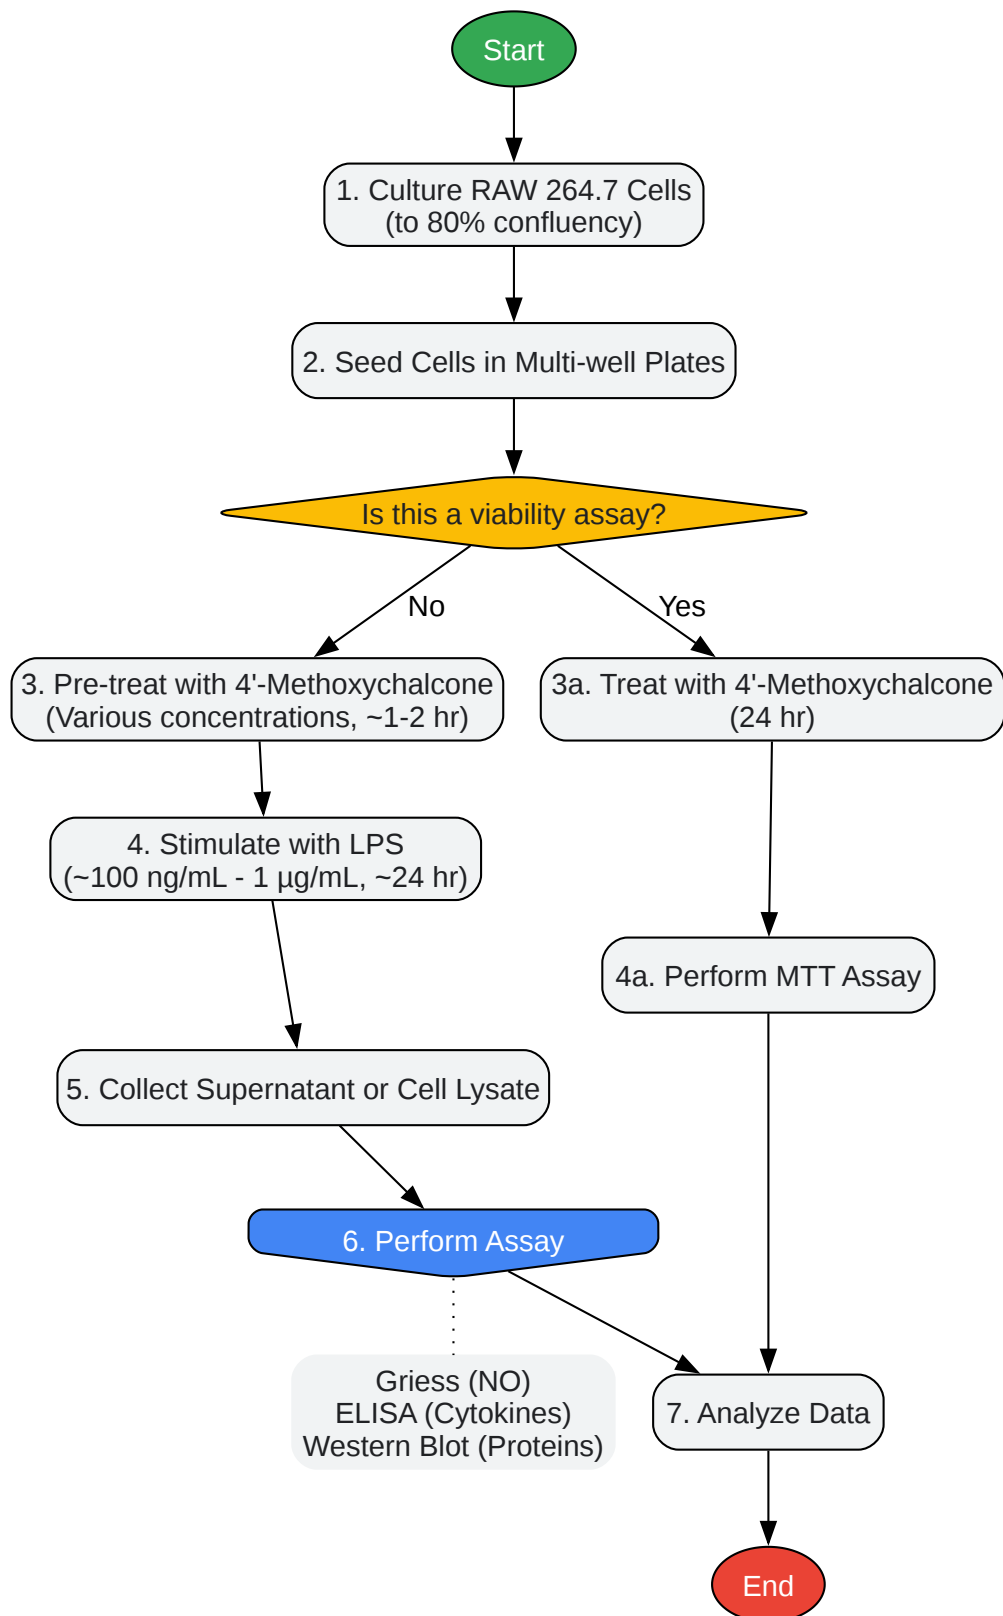 Start
1. Culture RAW 264.7 Cells
(to 80% confluency)
2. Seed Cells in Multi-well Plates
Is this a viability assay?
No
Yes
3. Pre-treat with 4'-Methoxychalcone
(Various concentrations, ~1-2 hr)
3a. Treat with 4'-Methoxychalcone
(24 hr)
4. Stimulate with LPS
(~100 ng/mL - 1 µg/mL, ~24 hr)
4a. Perform MTT Assay
5. Collect Supernatant or Cell Lysate
6. Perform Assay
Griess (NO)
ELISA (Cytokines)
Western Blot (Proteins)
7. Analyze Data
End